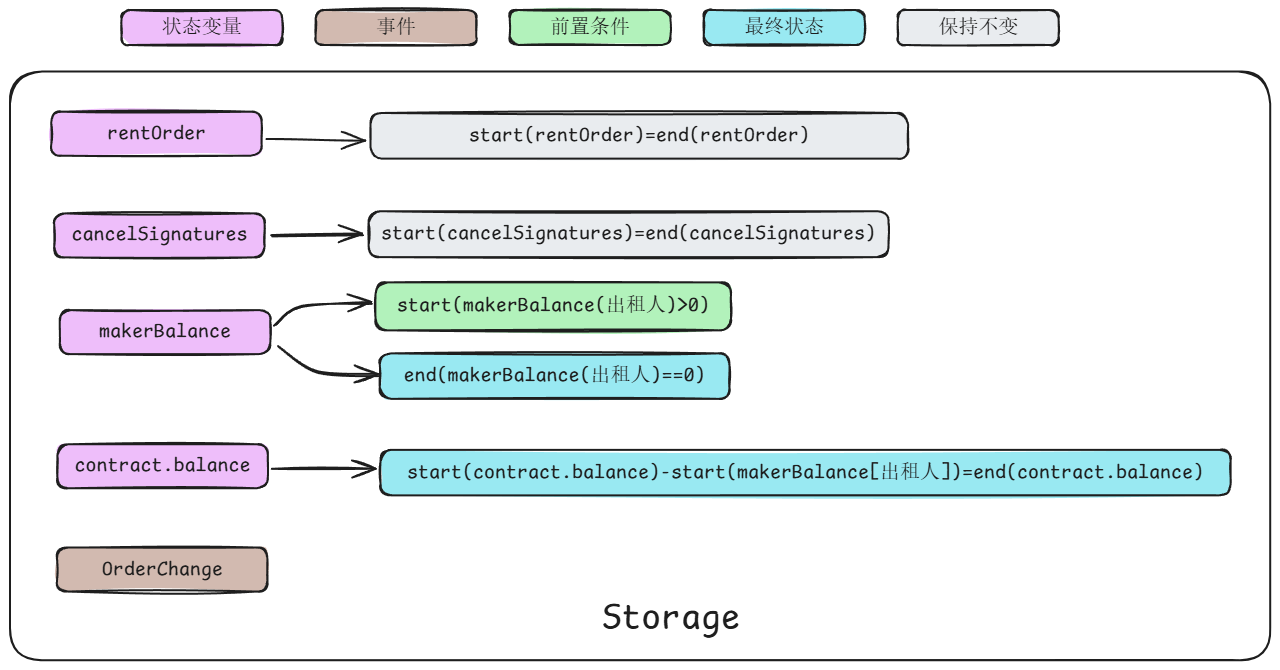 状态变量
事件
前置条件
最终状态
保持不变
rentOrder
start(rentOrder)=end(rentOrder)
cancelSignatures
start(cancelSignatures)=end(cancelSignatures)
makerBalance
start(makerBalance(出租人)>0)
end(makerBalance(出租人)==0)
contract.balance
start(contract.balance)-start(makerBalance[出租人])=end(contract.balance)
OrderChange
Storage